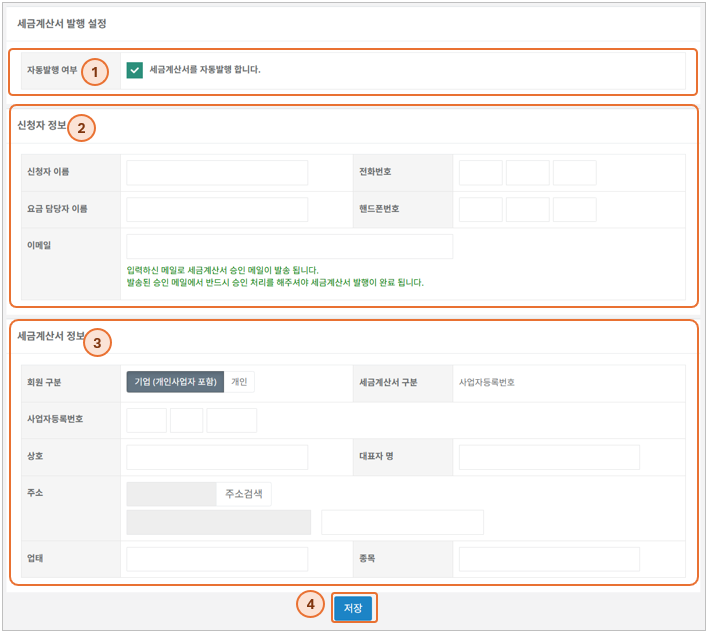 세금계산서 발행 설정
자동발행 여부 1 세금계산서를 자동발행 합니다.
신청자 정보 2
신청자 이름 전화번호
요금 담당자 이름 핸드폰번호
이메일
입력하신 메일로 세금계산서 승인 메일이 발송 됩니다.
발송된 승인 메일에서 반드시 승인 처리를 해주셔야 세금계산서 발행이 완료 됩니다.
세금계산서 정보 3
회원 구분 기업 (개인사업자 포함) 개인 세금계산서 구분 사업자등록번호
사업자등록번호
상호 대표자 명
주소 주소검색
업태 종목
4 저장